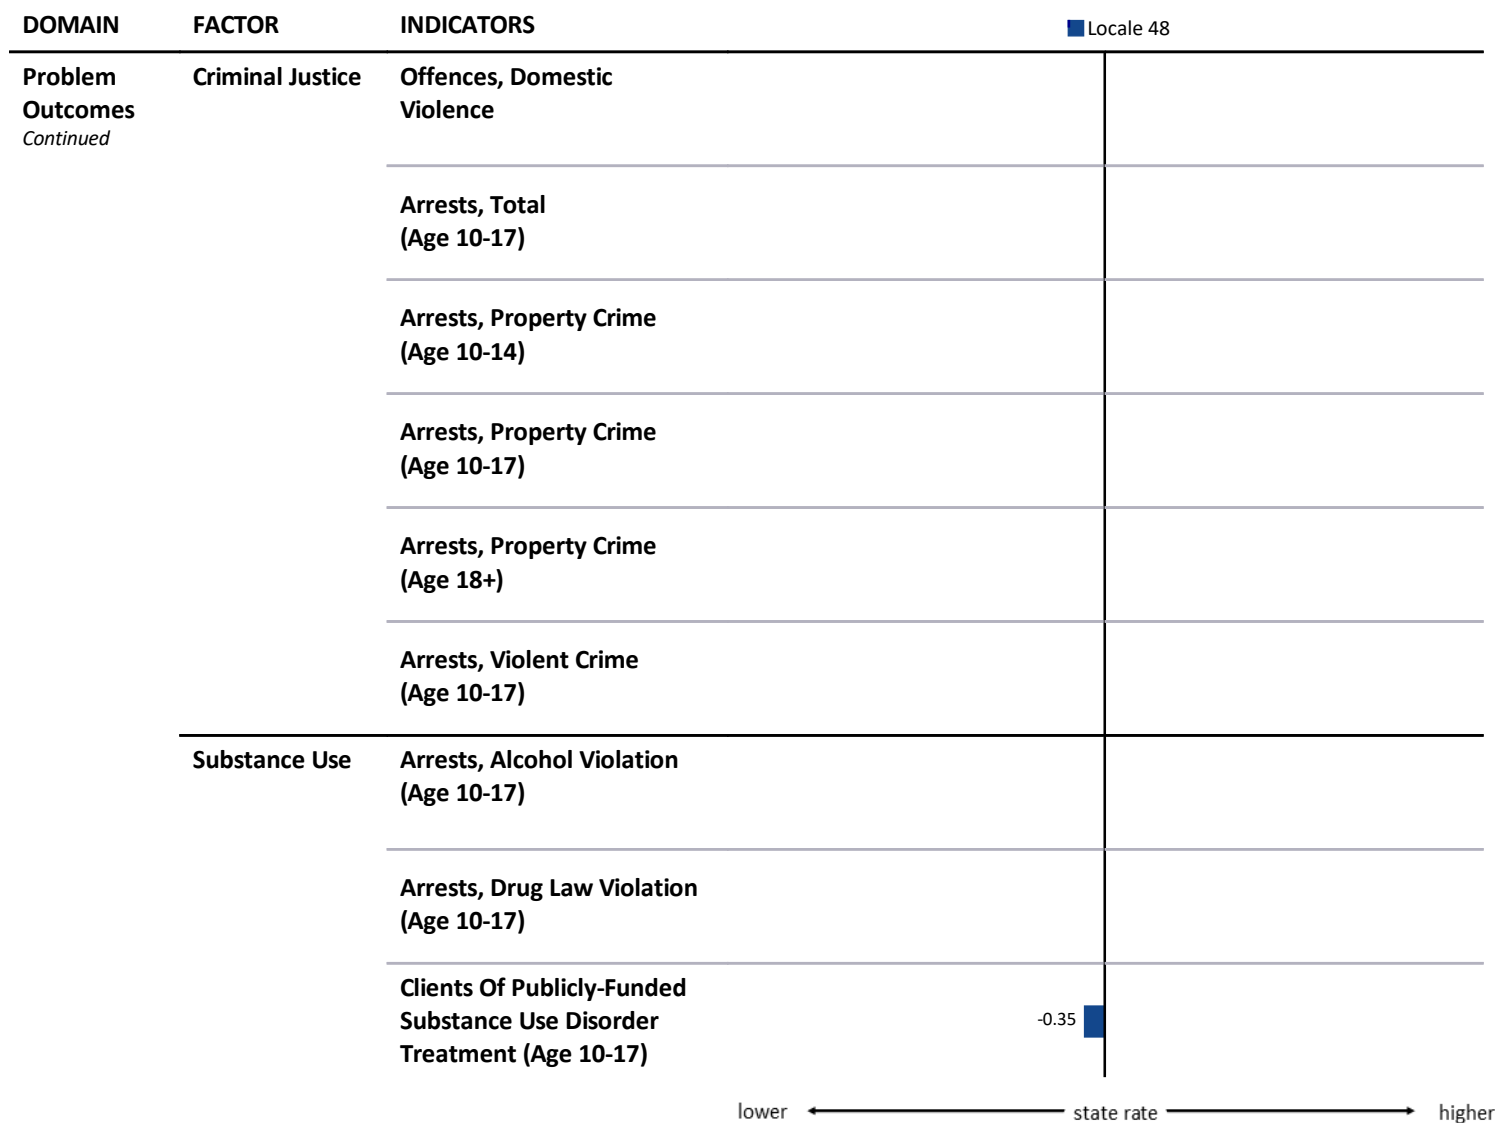 DOMAIN FACTOR INDICATORS Locale 48
Problem Outcomes
Continued
Criminal Justice
Offences, Domestic
Violence
Arrests, Total
(Age 10-17)
Arrests, Property Crime
(Age 10-14)
Arrests, Property Crime
(Age 10-17)
Arrests, Property Crime
(Age 18+)
Arrests, Violent Crime
(Age 10-17)
Substance Use
Arrests, Alcohol Violation
(Age 10-17)
Arrests, Drug Law Violation
(Age 10-17)
Clients Of Publicly-Funded
Substance Use Disorder
Treatment (Age 10-17)
-0.35
lower state rate higher